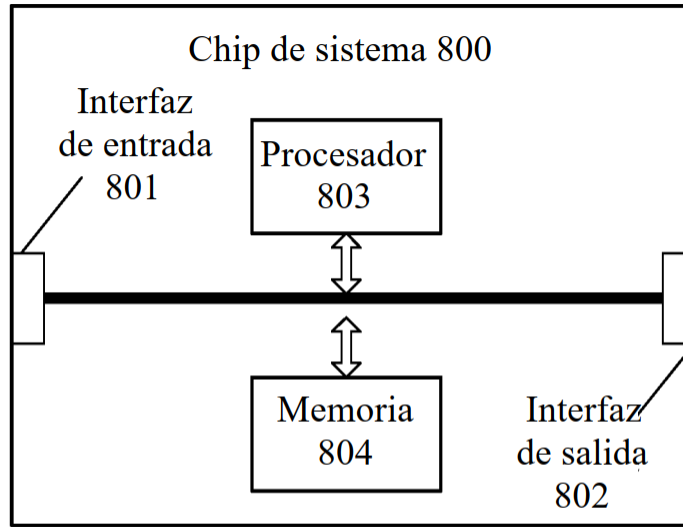 Chip de sistema 800
Interfaz
de entrada
801
Procesador
803
Memoria
804
Interfaz
de salida
802